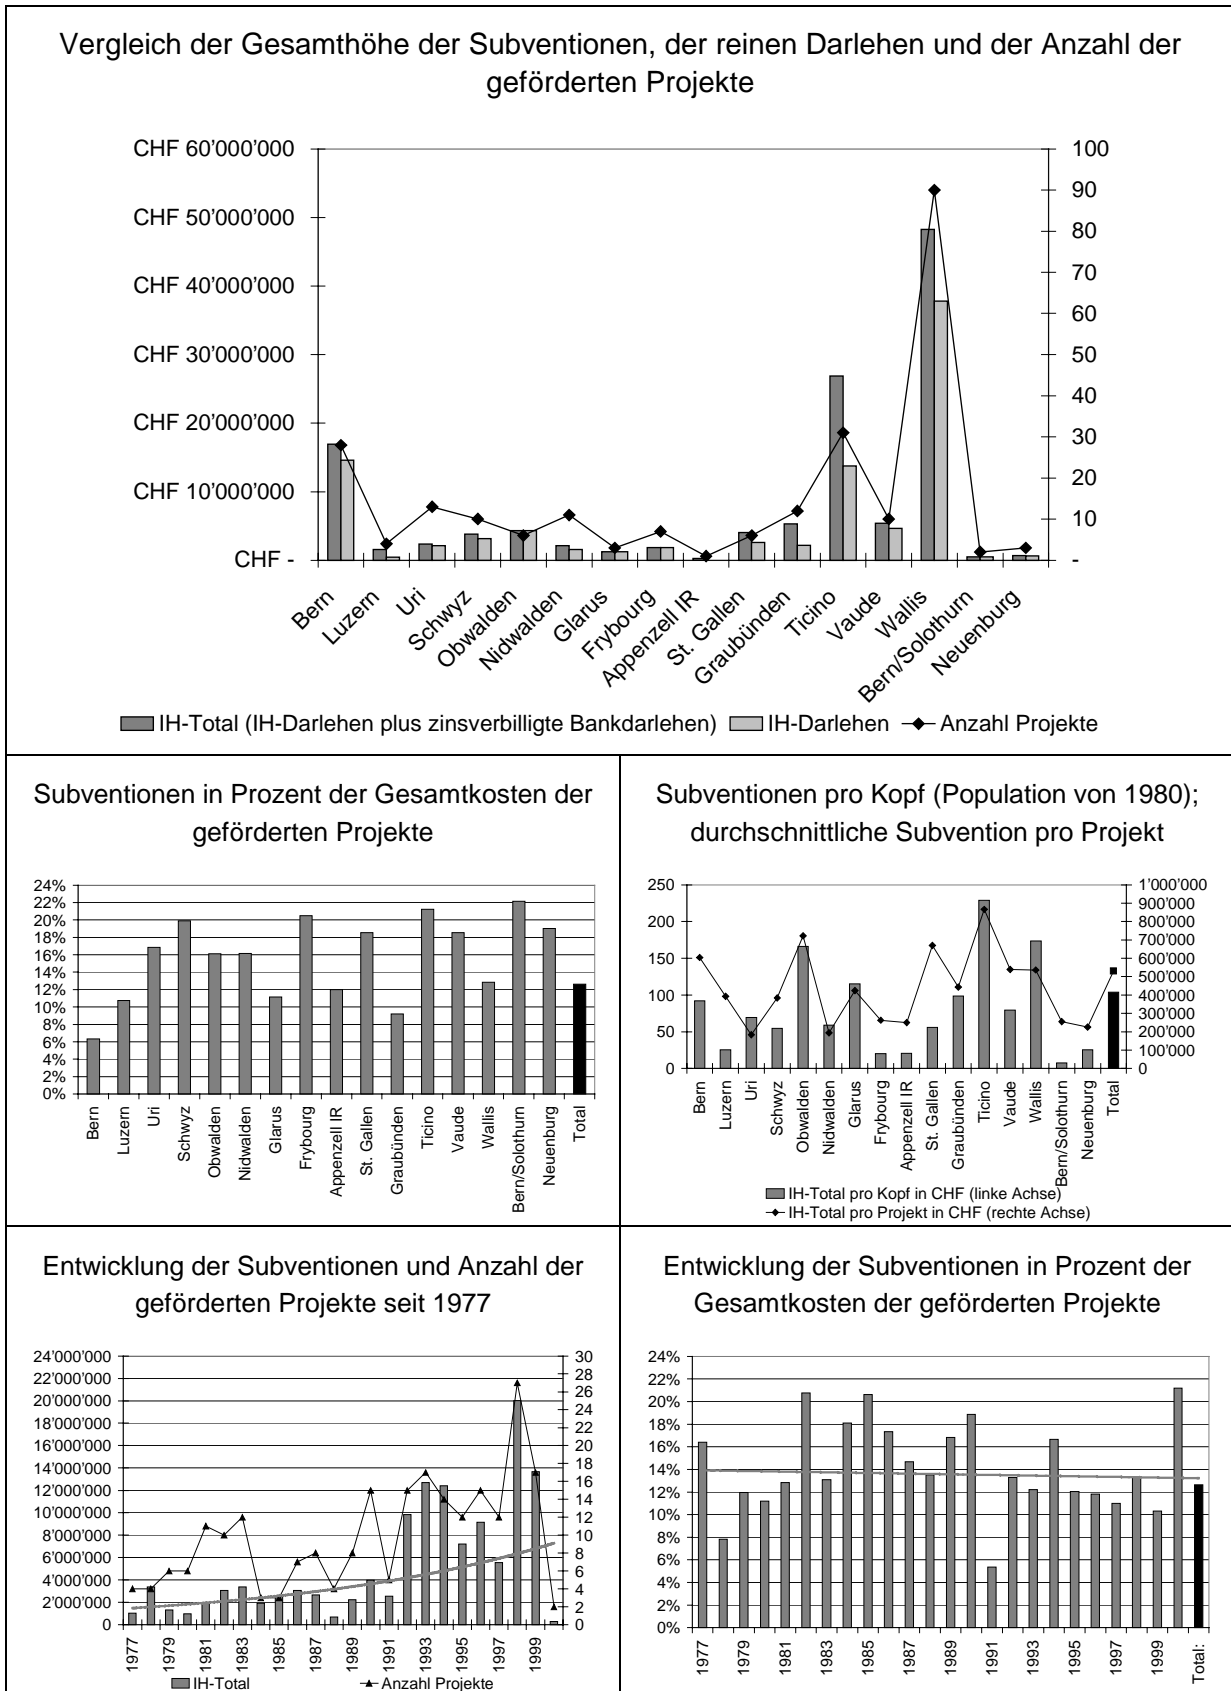 Vergleich der Gesamthöhe der Subventionen, der reinen Darlehen und der Anzahl der
geförderten Projekte
CHF 60’000’000
CHF 50’000’000
CHF 40’000’000
CHF 30’000’000
CHF 20’000’000
CHF 10’000’000
CHF -
100
90
80
70
60
50
40
30
20
10
-
Bern
Luzern
Uri
Schwyz
Obwalden
Nidwalden
Glarus
Frybourg
Appenzell IR
St. Gallen
Graubünden
Ticino
Vaude
Wallis
Bern/Solothurn
Neuenburg
IH-Total (IH-Darlehen plus zinsverbilligte Bankdarlehen) IH-Darlehen Anzahl Projekte
Subventionen in Prozent der Gesamtkosten der
geförderten Projekte
24%
22%
20%
18%
16%
14%
12%
10%
8%
6%
4%
2%
0%
Bern
Luzern
Uri
Schwyz
Obwalden
Nidwalden
Glarus
Frybourg
Appenzell IR
St. Gallen
Graubünden
Ticino
Vaude
Wallis
Bern/Solothurn
Neuenburg
Total
Subventionen pro Kopf (Population von 1980);
durchschnittliche Subvention pro Projekt
250
200
150
100
50
0
1’000’000
900’000
800’000
700’000
600’000
500’000
400’000
300’000
200’000
100’000
0
Bern
Luzern
Uri
Schwyz
Obwalden
Nidwalden
Glarus
Frybourg
Appenzell IR
St. Gallen
Graubünden
Ticino
Vaude
Wallis
Bern/Solothurn
Neuenburg
Total
IH-Total pro Kopf in CHF (linke Achse)
IH-Total pro Projekt in CHF (rechte Achse)
Entwicklung der Subventionen und Anzahl der
geförderten Projekte seit 1977
24’000’000
22’000’000
20’000’000
18’000’000
16’000’000
14’000’000
12’000’000
10’000’000
8’000’000
6’000’000
4’000’000
2’000’000
0
30
28
26
24
22
20
18
16
14
12
10
8
6
4
2
0
1977
1979
1981
1983
1985
1987
1989
1991
1993
1995
1997
1999
IH-Total Anzahl Projekte
Entwicklung der Subventionen in Prozent der
Gesamtkosten der geförderten Projekte
24%
22%
20%
18%
16%
14%
12%
10%
8%
6%
4%
2%
0%
1977
1979
1981
1983
1985
1987
1989
1991
1993
1995
1997
1999
Total: